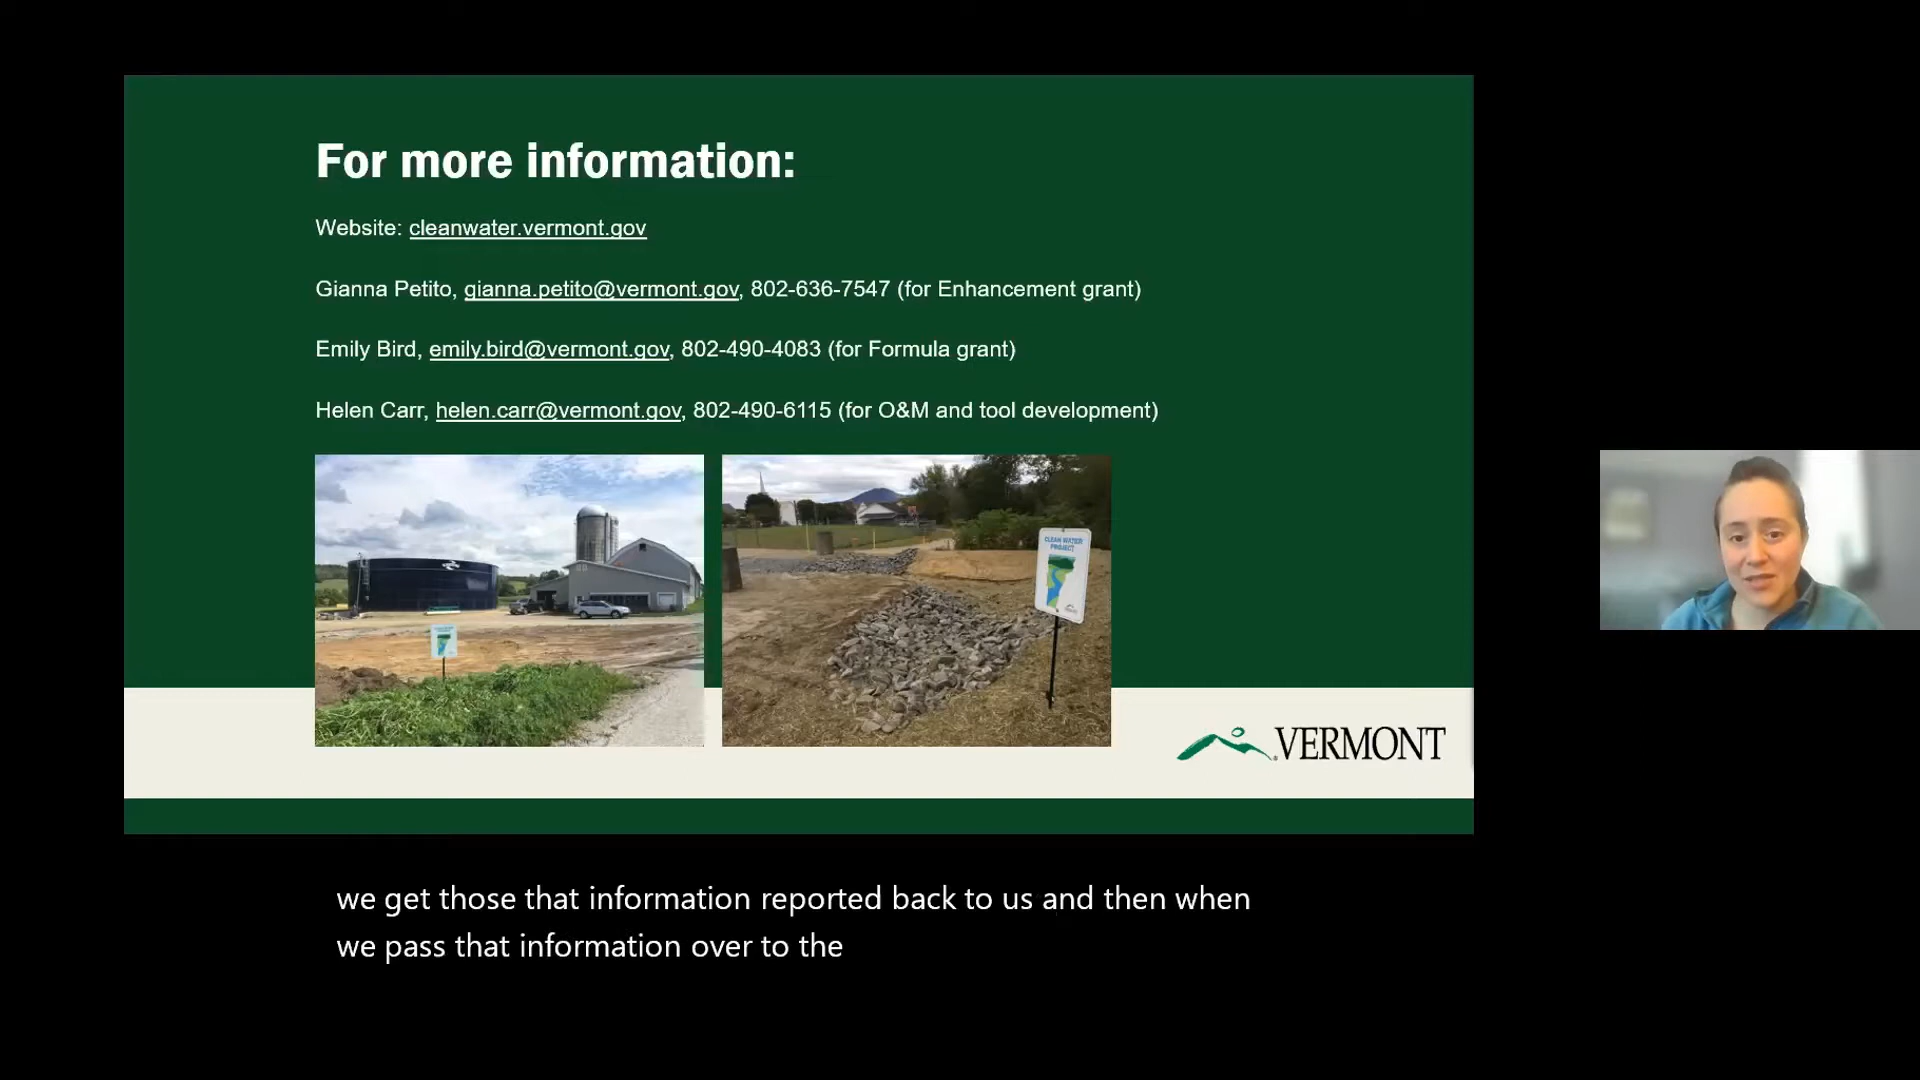 For more information:
Website: cleanwater.vermont.gov
Gianna Petito, gianna.petito@vermont.gov, 802-636-7547 (for Enhancement grant)
Emily Bird, emily.bird@vermont.gov, 802-490-4083 (for Formula grant)
Helen Carr, helen.carr@vermont.gov, 802-490-6115 (for O&M and tool development)
CLEAN WATER
PROJECT
VERMONT
we get those that information reported back to us and then when
we pass that information over to the